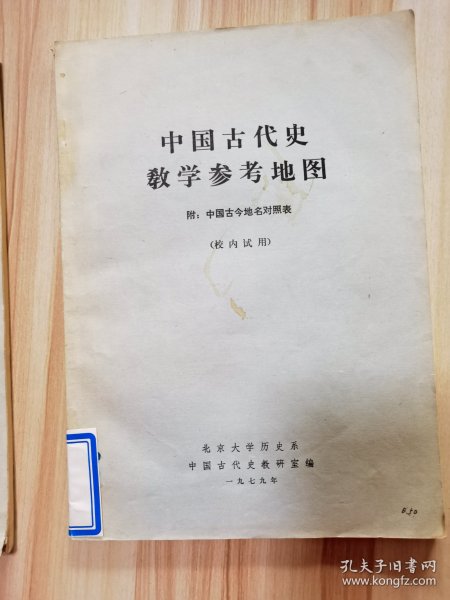 中国古代史
教学参考地图
附：中国古今地名对照表
（校内试用）
北京大学历史系
中国古代史教研室编
一九七九年
6.50
孔夫子旧书网
www.kongfz.com